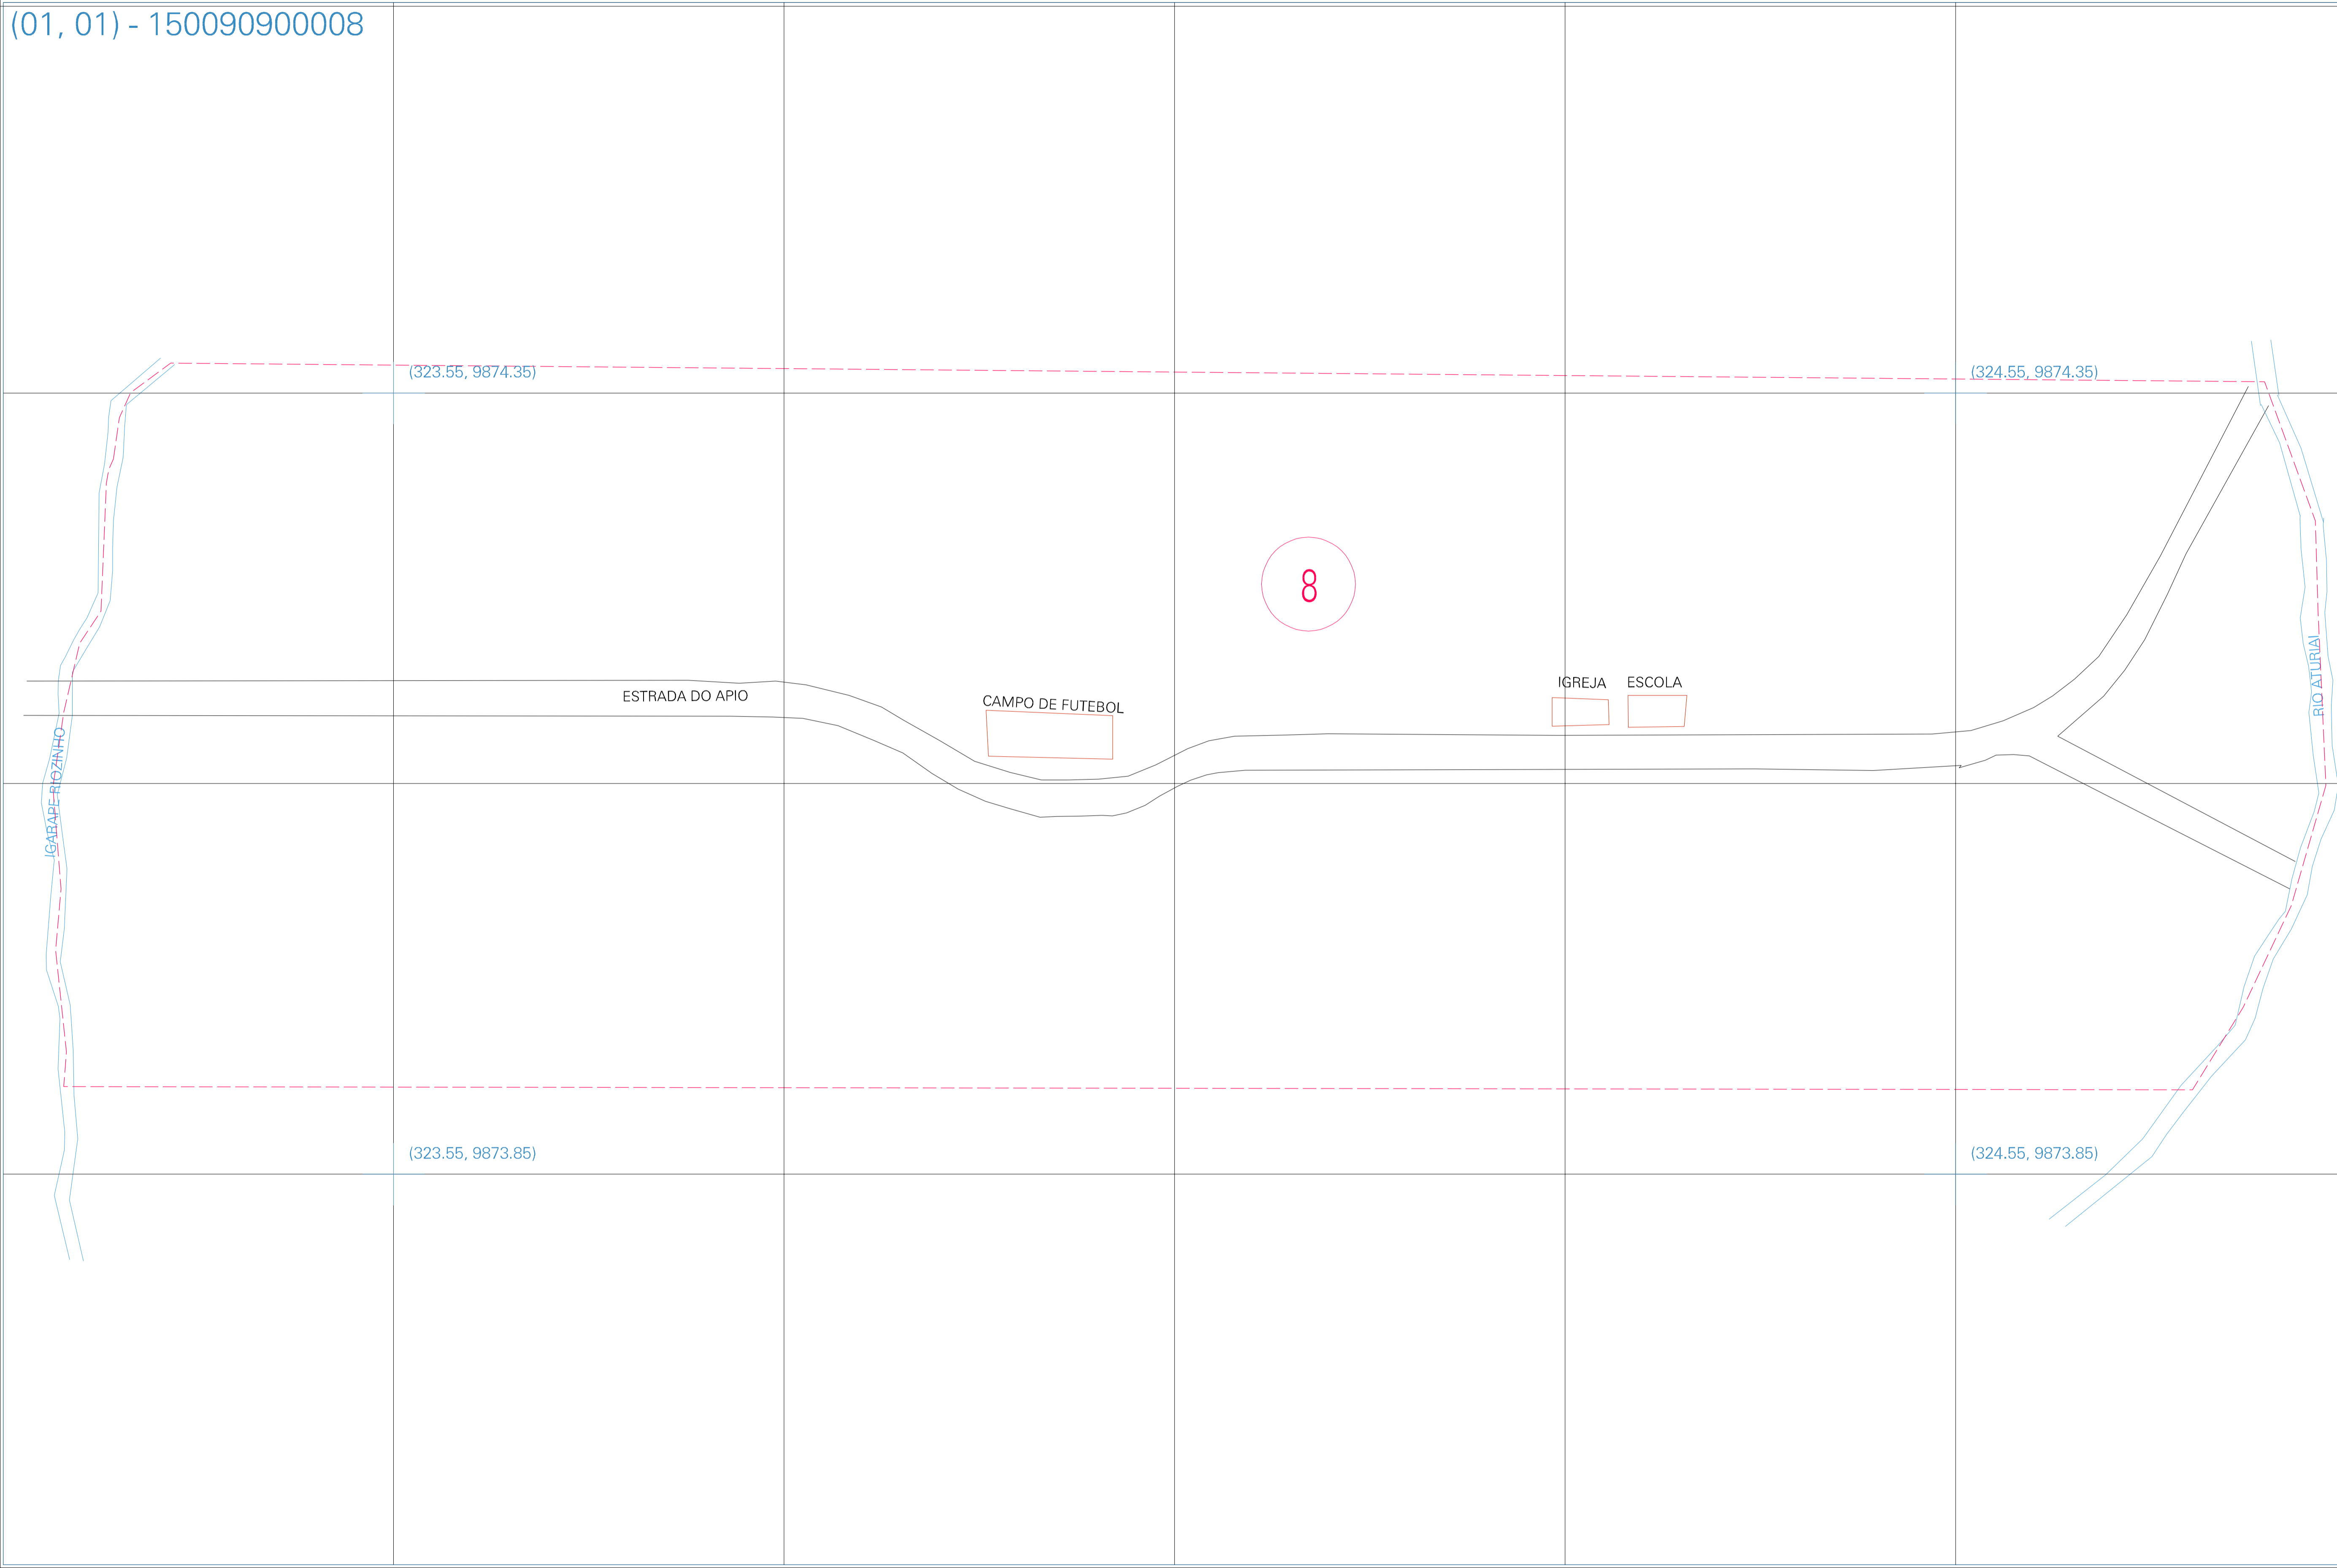 (01, 01) - 150090900008
(323.55, 9874.35)
(324.55, 9874.35)
8
RIO ATURIAI
IGREJA
ESCOLA
ESTRADA DO APIO
CAMPO DE FUTEBOL
IGARAPE RIOZINHO
(323.55, 9873.85)
(324.55, 9873.85)